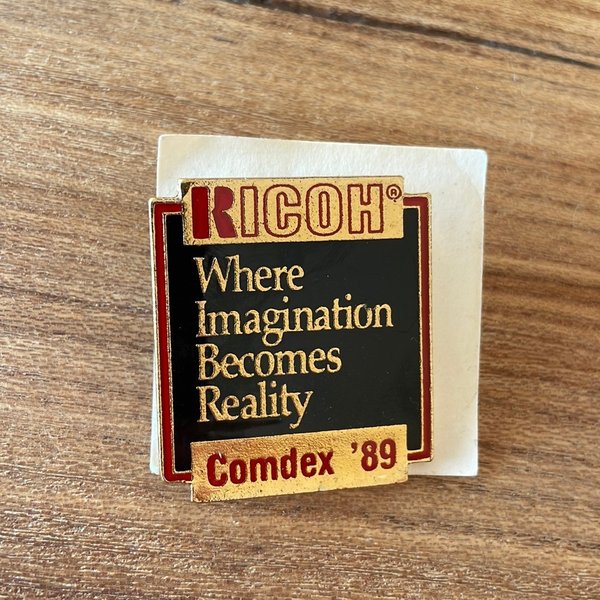 RICOH®
Where
Imagination
Becomes
Reality
Comdex '89